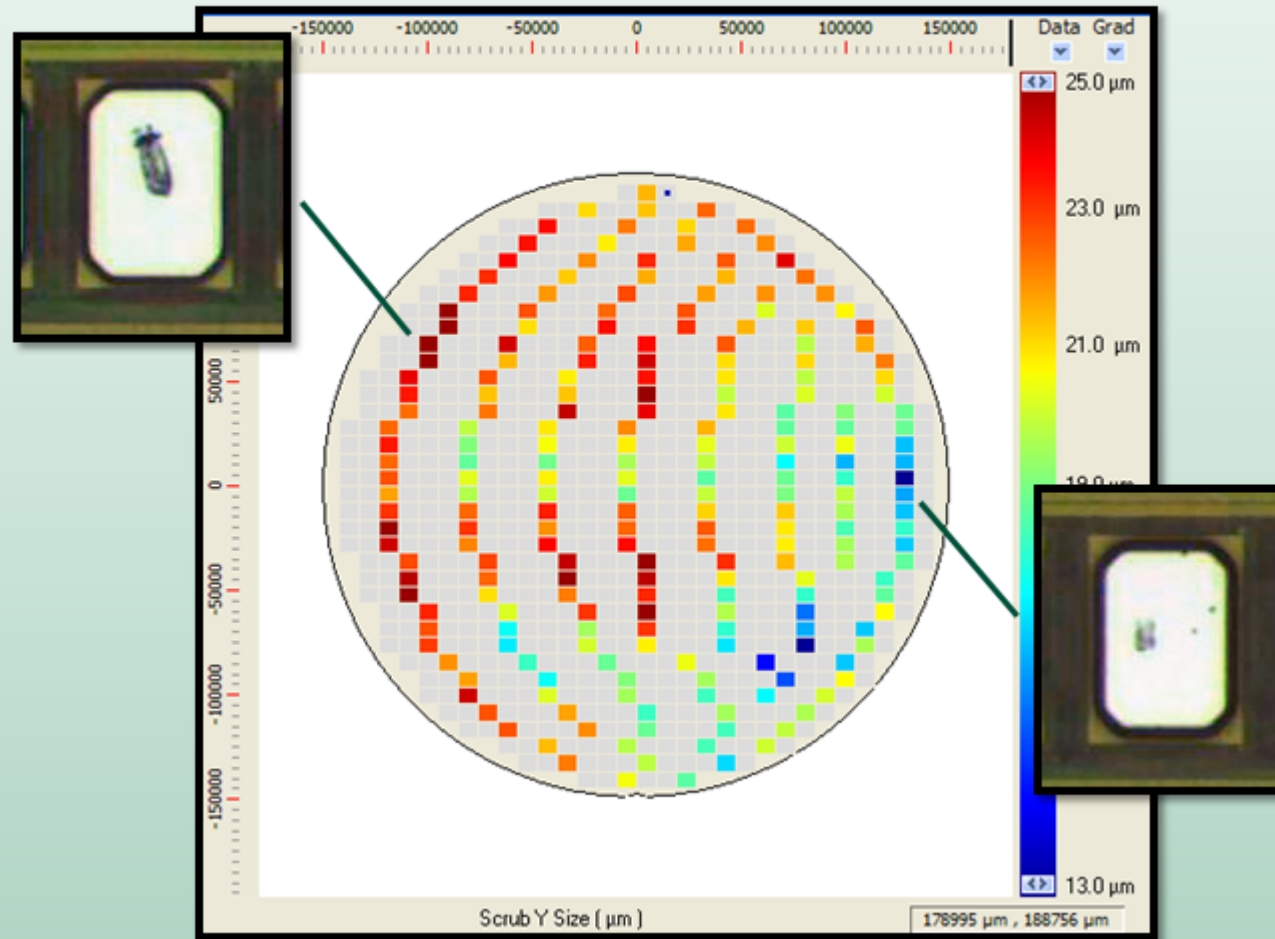 -150000 -100000 -50000 0 50000 100000 150000
Data Grad
25.0 µm
23.0 µm
21.0 µm
50000
0
-50000
-100000
-150000
13.0 µm
Scrub Y Size ( µm )
178995 µm , 188756 µm